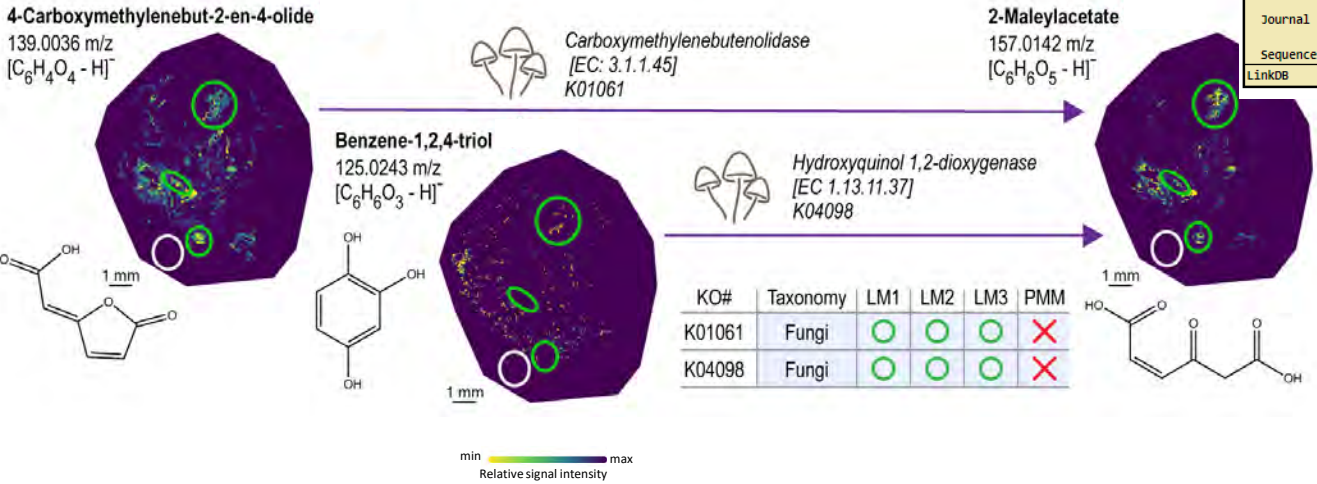 4-Carboxymethylenebut-2-en-4-olide
139.0036 m/z
[C6H4O4 - H]-
1 mm
OH
O
O
O
Carboxymethylenebutenolidase
[EC: 3.1.1.45]
K01061
Benzene-1,2,4-triol
125.0243 m/z
[C6H6O3 - H]-
OH
OH
OH
1 mm
Hydroxyquinol 1,2-dioxygenase
[EC 1.13.11.37]
K04098
2-Maleylacetate
157.0142 m/z
[C6H6O5 - H]-
1 mm
HO
O
O
O
OH
Journal
Sequence
LinkDB
KO# Taxonomy LM1 LM2 LM3 PMM
K01061 Fungi
K04098 Fungi
min max
Relative signal intensity